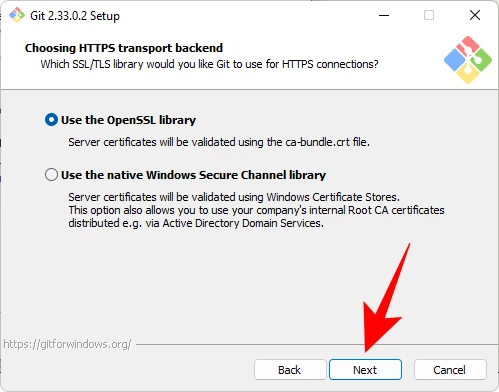 Git 2.33.0.2 Setup
Choosing HTTPS transport backend
Which SSL/TLS library would you like Git to use for HTTPS connections?
Use the OpenSSL library
Server certificates will be validated using the ca-bundle.crt file.
Use the native Windows Secure Channel library
Server certificates will be validated using Windows Certificate Stores.
This option also allows you to use your company's internal Root CA certificates
distributed e.g. via Active Directory Domain Services.
https://gitforwindows.org/
Back
Next
Cancel